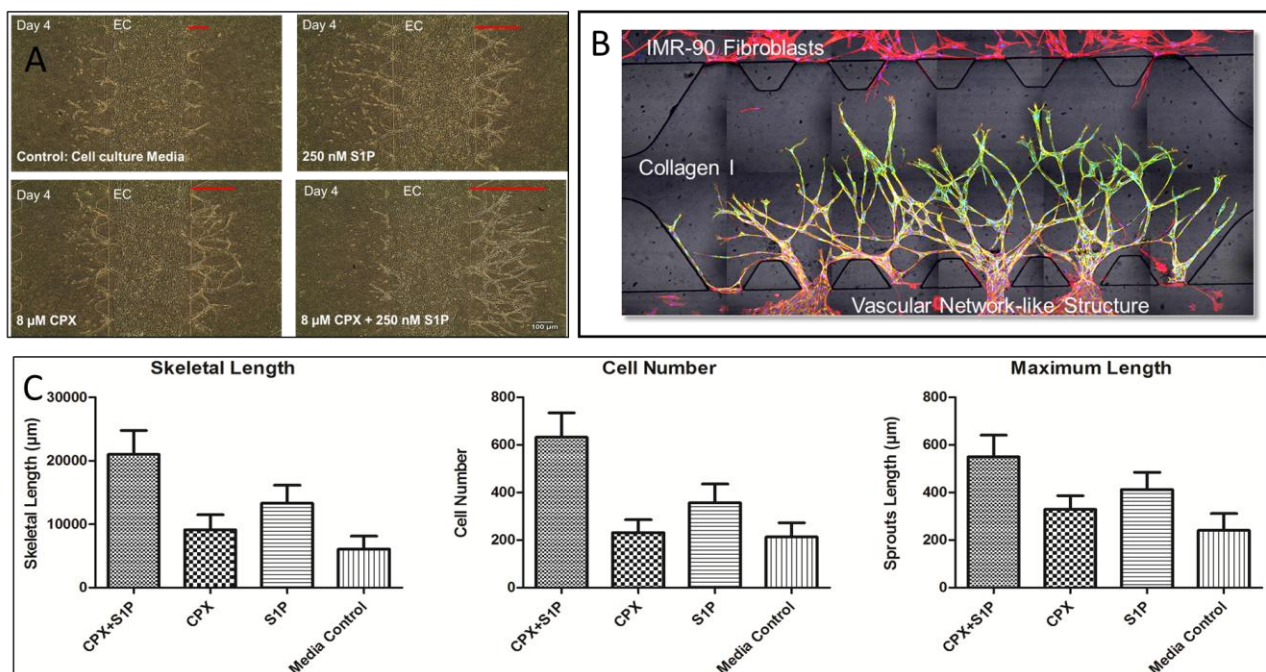 A
Day 4 EC
Control: Cell culture Media
Day 4 EC
250 nM S1P
Day 4 EC
8 µM CPX
Day 4 EC
8 µM CPX + 250 nM S1P
100 µm
B
IMR-90 Fibroblasts
Collagen I
Vascular Network-like Structure
C
Skeletal Length
Skeletal Length (µm)
30000
20000
10000
0
CPX+S1P
CPX
S1P
Media Control
Cell Number
Cell Number
800
600
400
200
0
CPX+S1P
CPX
S1P
Media Control
Maximum Length
Sprouts Length (µm)
800
600
400
200
0
CPX+S1P
CPX
S1P
Media Control